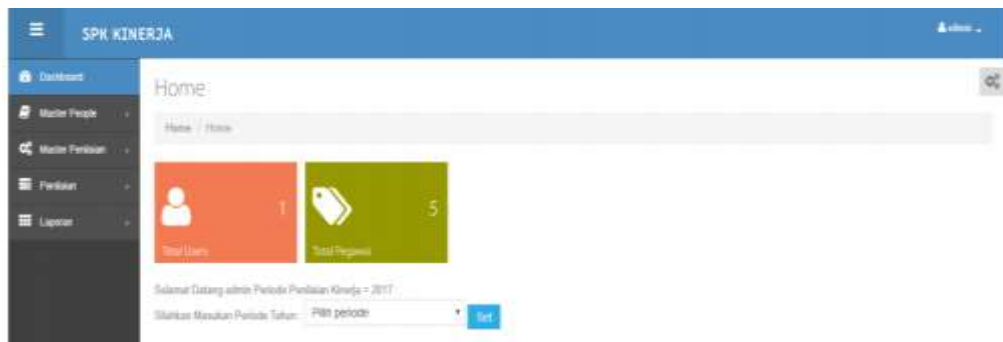 SPK KINERJA
admin
Dashboard
Master People
Master Penilaian
Penilaian
Laporan
Home
Home / Home
1
Total Users
5
Total Pegawai
Selamat Datang admin Periode Penilaian Kinerja = 2017
Silahkan Masukan Periode Tahun: Pilih periode Set